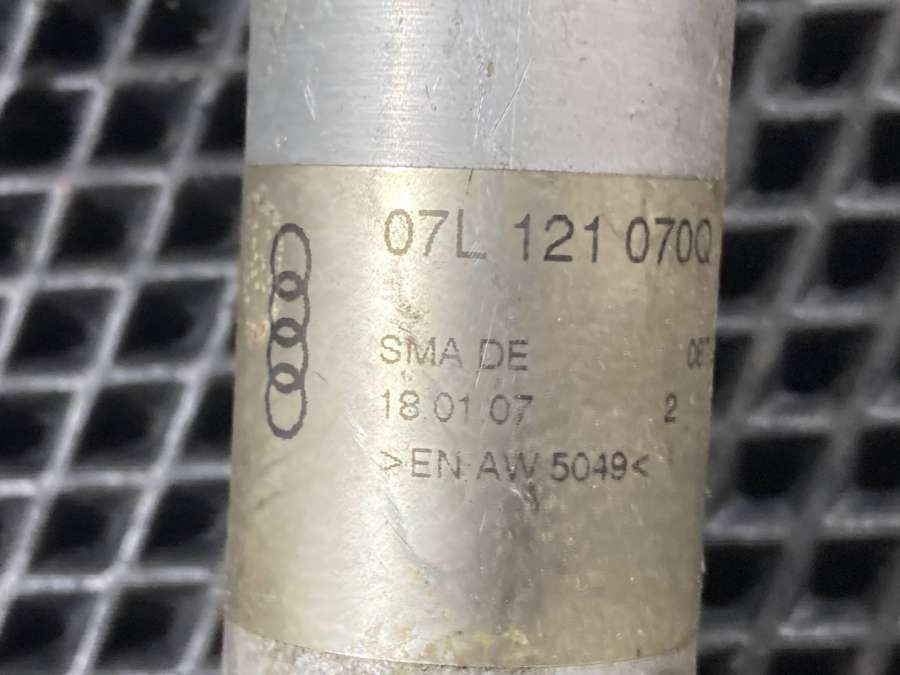 07L 121 070Q
SMA DE
18.01.07 2
>EN AW 5049<